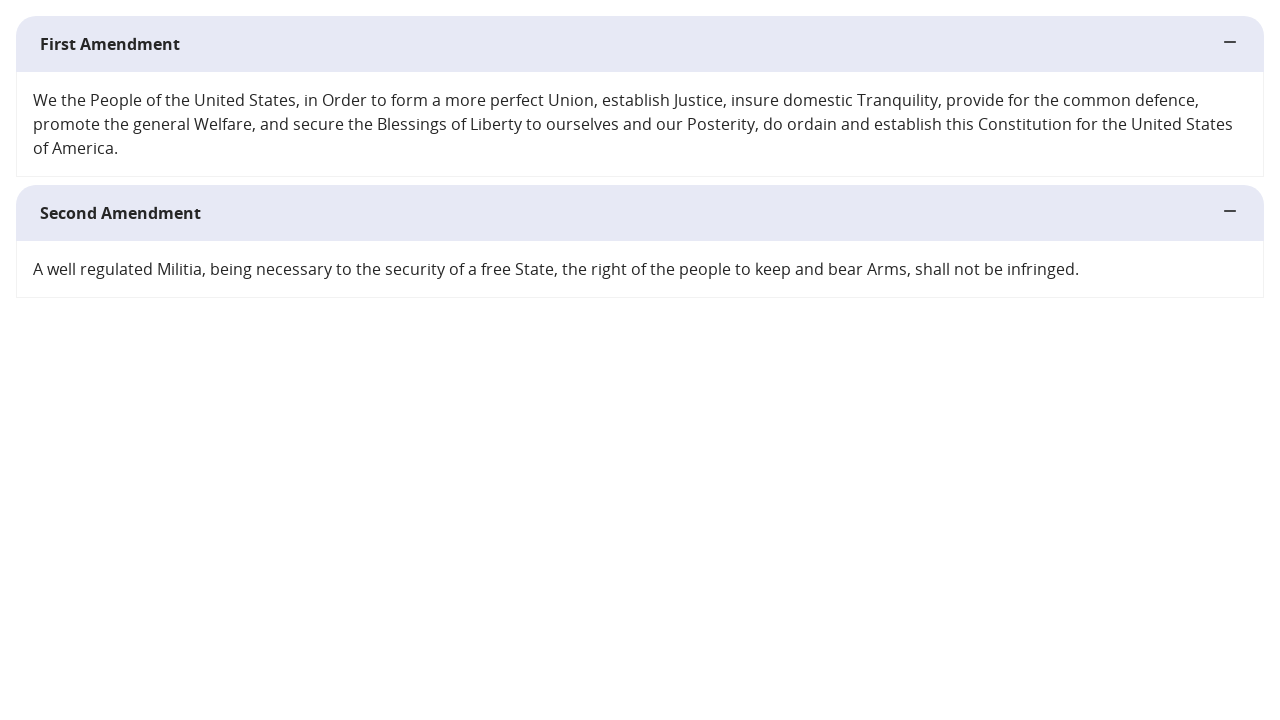 First Amendment
We the People of the United States, in Order to form a more perfect Union, establish Justice, insure domestic Tranquility, provide for the common defence,
promote the general Welfare, and secure the Blessings of Liberty to ourselves and our Posterity, do ordain and establish this Constitution for the United States
of America.
Second Amendment
A well regulated Militia, being necessary to the security of a free State, the right of the people to keep and bear Arms, shall not be infringed.